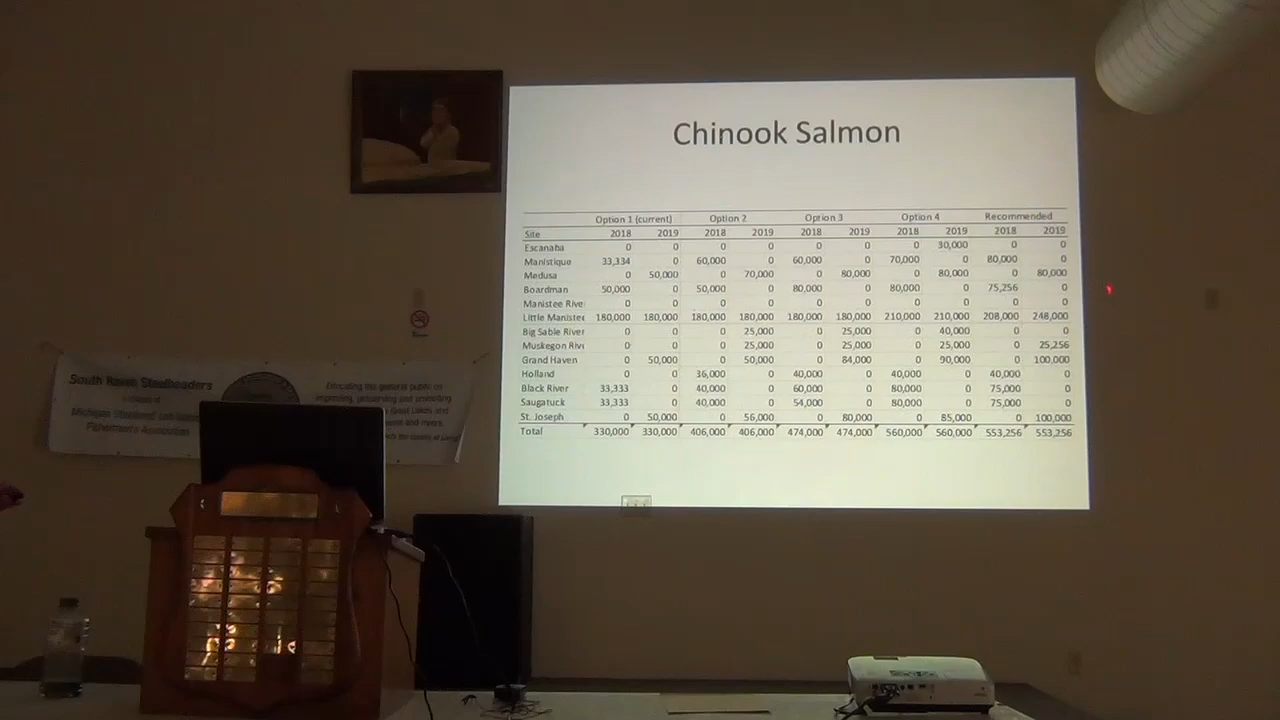 Chinook Salmon
Option 1 (current) Option 2 Option 3 Option 4 Recommended
Site 2018 2019 2018 2019 2018 2019 2018 2019 2018 2019
Escanaba 0 0 0 0 0 0 0 30,000 0 0
Manistique 33,334 0 60,000 0 60,000 0 70,000 0 80,000 0
Medusa 0 50,000 0 70,000 0 80,000 0 80,000 0 80,000
Boardman 50,000 0 50,000 0 80,000 0 80,000 0 75,256 0
Manistee Rive 0 0 0 0 0 0 0 0 0 0
Little Manistee 180,000 180,000 180,000 180,000 180,000 180,000 210,000 210,000 208,000 248,000
Big Sable River 0 0 0 25,000 0 25,000 0 40,000 0 0
Muskegon Riv 0 0 0 25,000 0 25,000 0 25,000 0 25,256
Grand Haven 0 50,000 0 50,000 0 84,000 0 90,000 0 100,000
Holland 0 0 36,000 0 40,000 0 40,000 0 40,000 0
Black River 33,333 0 40,000 0 60,000 0 80,000 0 75,000 0
Saugatuck 33,333 0 40,000 0 54,000 0 80,000 0 75,000 0
St. Joseph 0 50,000 0 56,000 0 80,000 0 85,000 0 100,000
Total 330,000 330,000 406,000 406,000 474,000 474,000 560,000 560,000 553,256 553,256
South Haven Steelheaders
Michigan Steelhead
Fishermens Association
Educating the general public on
improving, preserving and promoting
Great Lakes and